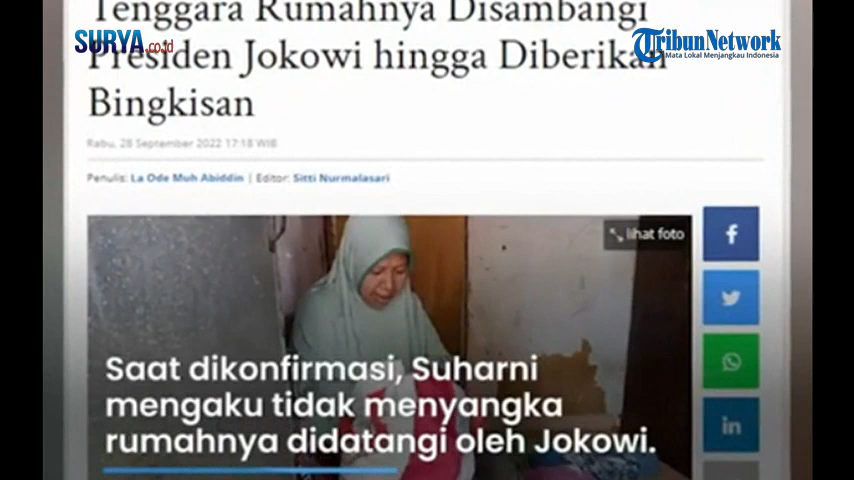 Tenggara Rumahnya Disambangi
SURYA.co.id
TribunNetwork
Mata Lokal Menjangkau Indonesia
Presiden Jokowi hingga Diberikan
Bingkisan
Rabu, 28 September 2022 17:18 WIB
Penulis: La Ode Muh Abiddin | Editor: Sitti Nurmalasari
lihat foto
Saat dikonfirmasi, Suharni
mengaku tidak menyangka
rumahnya didatangi oleh Jokowi.